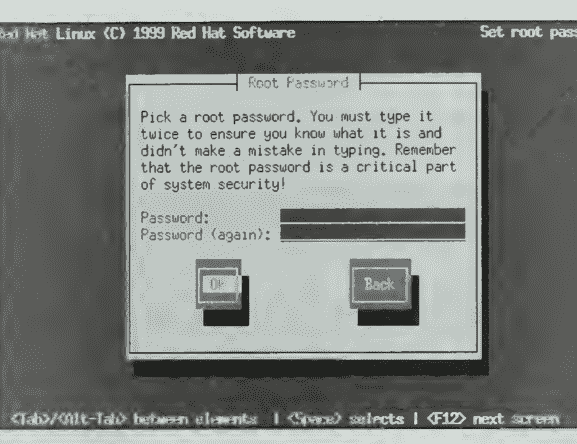 Red Hat Linux (C) 1999 Red Hat Software
Set root pass
Root Password
Pick a root password. You must type it
twice to ensure you know what it is and
didn't make a mistake in typing. Remember
that the root password is a critical part
of system security!
Password:
Password (again):
OK
Back
<Tab>/<Alt-Tab> between elements | <Space> selects | <F12> next screen